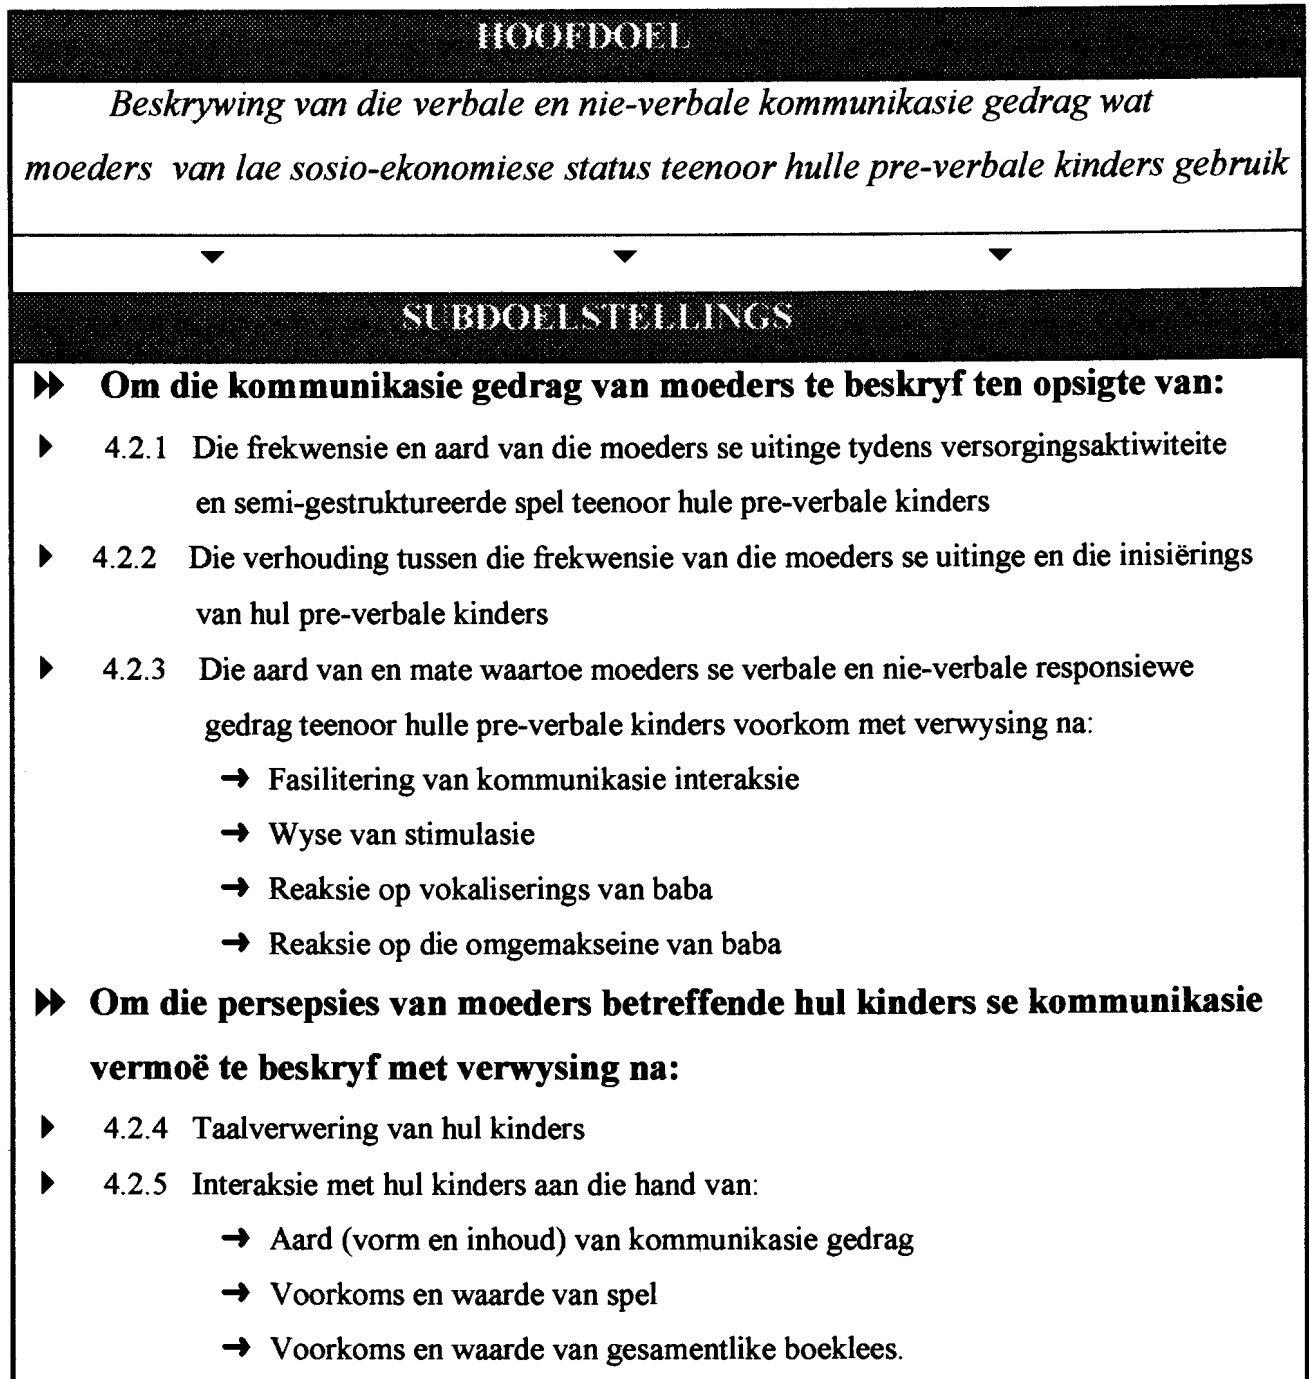 HOOFDOEL
Beskrywing van die verbale en nie-verbale kommunikasie gedrag wat
moeders van lae sosio-ekonomiese status teenoor hulle pre-verbale kinders gebruik
SUBDOELSTELLINGS
Om die kommunikasie gedrag van moeders te beskryf ten opsigte van:
4.2.1 Die frekwensie en aard van die moeders se uitinge tydens versorgingsaktiwiteite
en semi-gestruktureerde spel teenoor hule pre-verbale kinders
4.2.2 Die verhouding tussen die frekwensie van die moeders se uitinge en die inisiërings
van hul pre-verbale kinders
4.2.3 Die aard van en mate waartoe moeders se verbale en nie-verbale responsiewe
gedrag teenoor hulle pre-verbale kinders voorkom met verwysing na:
→ Fasilitering van kommunikasie interaksie
→ Wyse van stimulasie
→ Reaksie op vokaliserings van baba
→ Reaksie op die omgemakseine van baba
Om die persepsies van moeders betreffende hul kinders se kommunikasie
vermoë te beskryf met verwysing na:
4.2.4 Taalverwering van hul kinders
4.2.5 Interaksie met hul kinders aan die hand van:
→ Aard (vorm en inhoud) van kommunikasie gedrag
→ Voorkoms en waarde van spel
→ Voorkoms en waarde van gesamentlike boeklees.